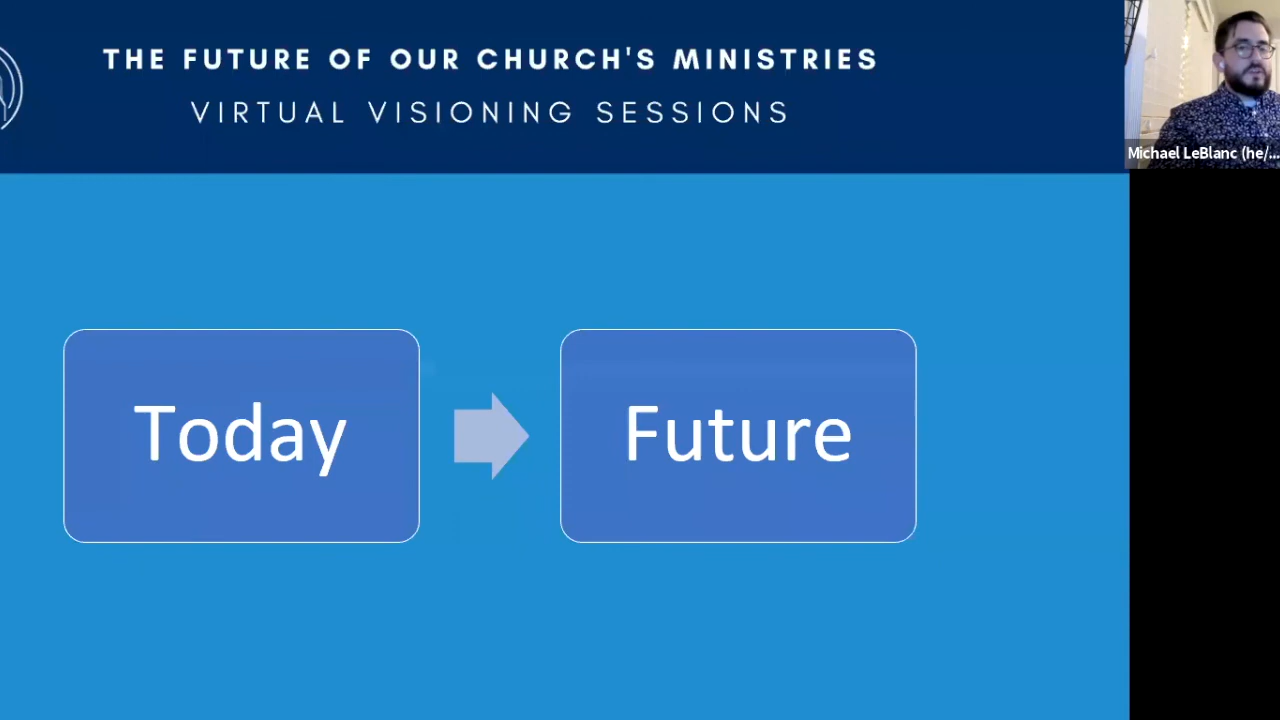 THE FUTURE OF OUR CHURCH'S MINISTRIES
VIRTUAL VISIONING SESSIONS
Michael LeBlanc (he/...
Today
Future